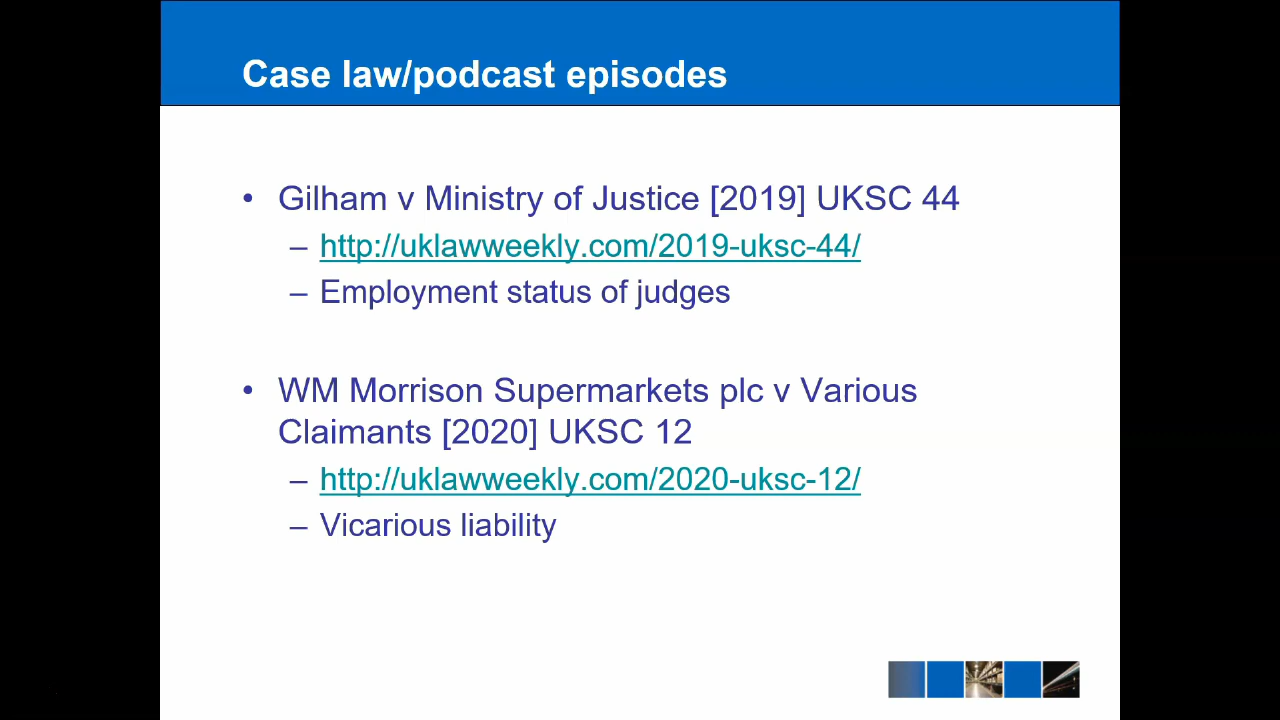 Case law/podcast episodes
• Gilham v Ministry of Justice [2019] UKSC 44
– http://uklawweekly.com/2019-uksc-44/
– Employment status of judges
• WM Morrison Supermarkets plc v Various
Claimants [2020] UKSC 12
– http://uklawweekly.com/2020-uksc-12/
– Vicarious liability